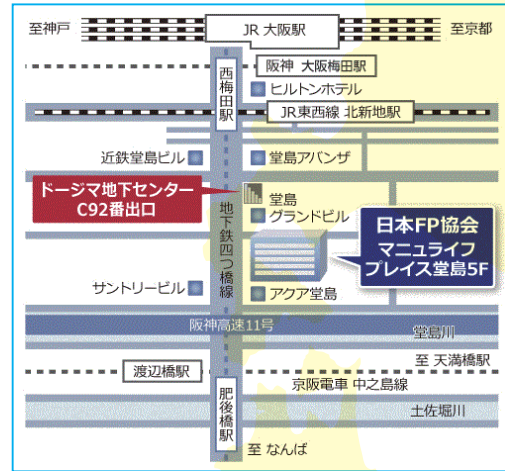 至神戸
JR 大阪駅
至京都
阪神 大阪梅田駅
西梅田駅
ヒルトンホテル
JR東西線 北新地駅
近鉄堂島ビル
堂島アバンザ
ドージマ地下センター
C92番出口
堂島
グランドビル
地下鉄四つ橋線
日本FP協会
マニュライフ
プレイス堂島5F
サントリービル
アクア堂島
阪神高速11号
堂島川
至 天満橋駅
渡辺橋駅
京阪電車 中之島線
肥後橋駅
土佐堀川
至 なんば